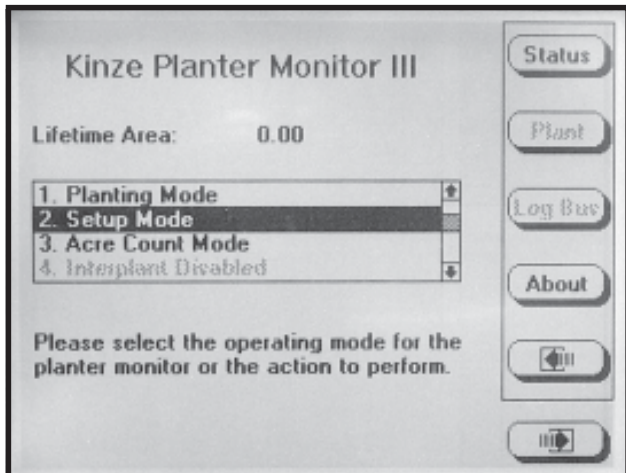 Kinze Planter Monitor III
Lifetime Area: 0.00
1. Planting Mode
2. Setup Mode
3. Acre Count Mode
4. Interplant Disabled
Please select the operating mode for the
planter monitor or the action to perform.
Status
Plant
Log Bus
About